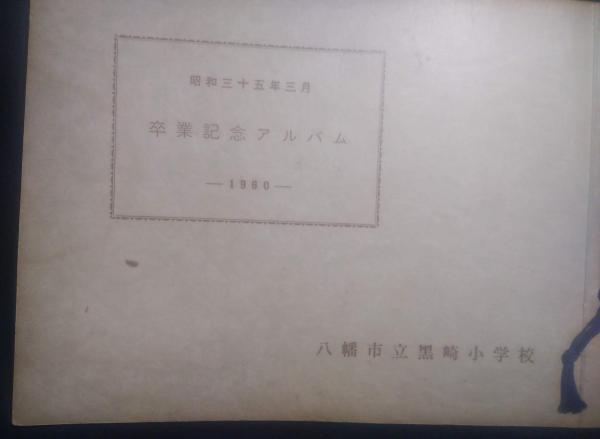 昭和三十五年三月
卒業記念アルバム
—1960—
八幡市立黒崎小学校